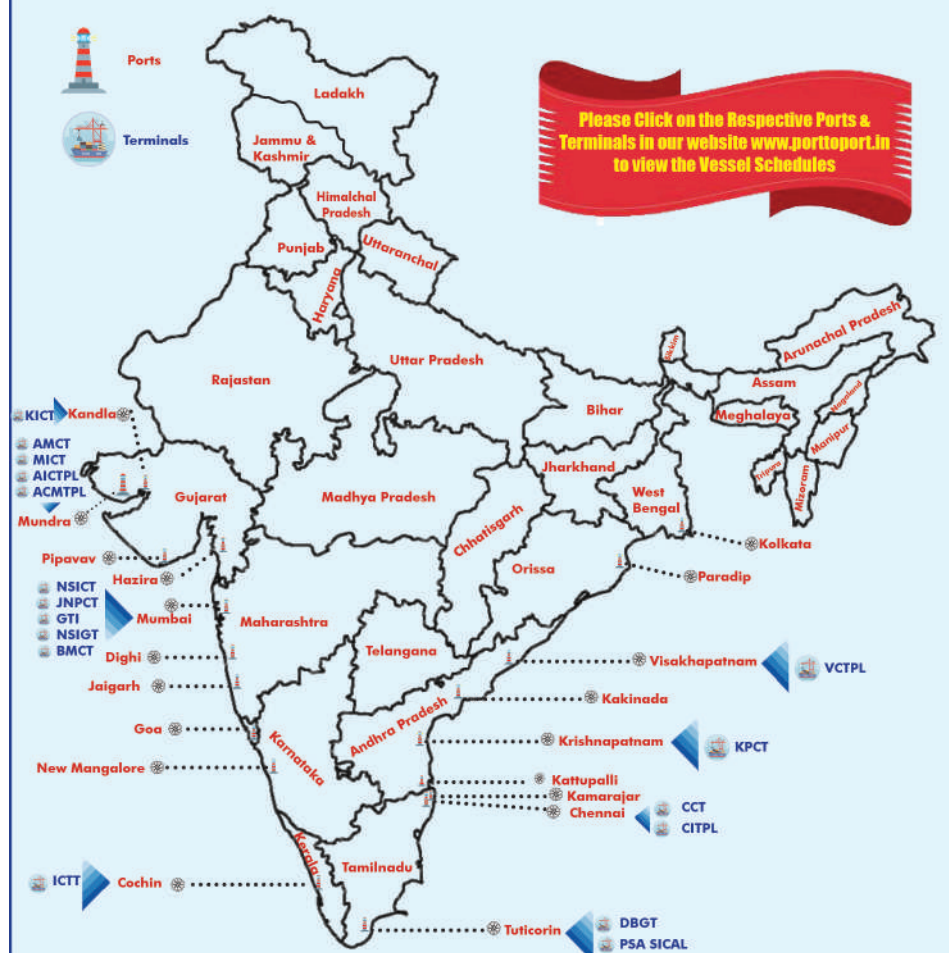 Ports
Terminals
Please Click on the Respective Ports &
Terminals in our website www.porttoport.in
to view the Vessel Schedules
Ladakh
Jammu &
Kashmir
Himalchal
Pradesh
Punjab
Uttaranchal
Haryana
Uttar Pradesh
Rajastan
Sikkim
Arunachal Pradesh
Assam
Nagaland
Meghalaya
Manipur
Tripura
Mizoram
Bihar
Jharkhand
West
Bengal
KICT
Kandla
AMCT
MICT
AICTPL
ACMTPL
Mundra
Gujarat
Madhya Pradesh
Chhatisgarh
Orissa
Kolkata
Paradip
Pipavav
Hazira
NSICT
JNPCT
GTI
NSIGT
BMCT
Mumbai
Maharashtra
Telangana
Dighi
Jaigarh
Visakhapatnam
VCTPL
Kakinada
Andhra Pradesh
Goa
Karnataka
Krishnapatnam
KPCT
New Mangalore
Kattupalli
Kamarajar
Chennai
CCT
CITPL
Kerala
Tamilnadu
ICTT
Cochin
Tuticorin
DBGT
PSA SICAL